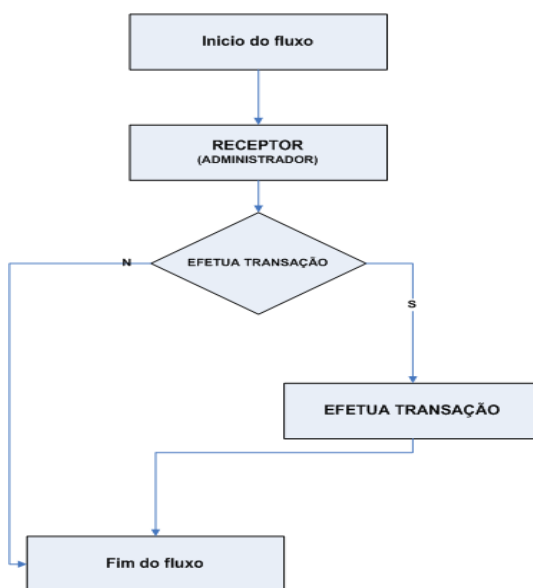 Inicio do fluxo
RECEPTOR
(ADMINISTRADOR)
EFETUA TRANSAÇÃO
N
S
EFETUA TRANSAÇÃO
Fim do fluxo